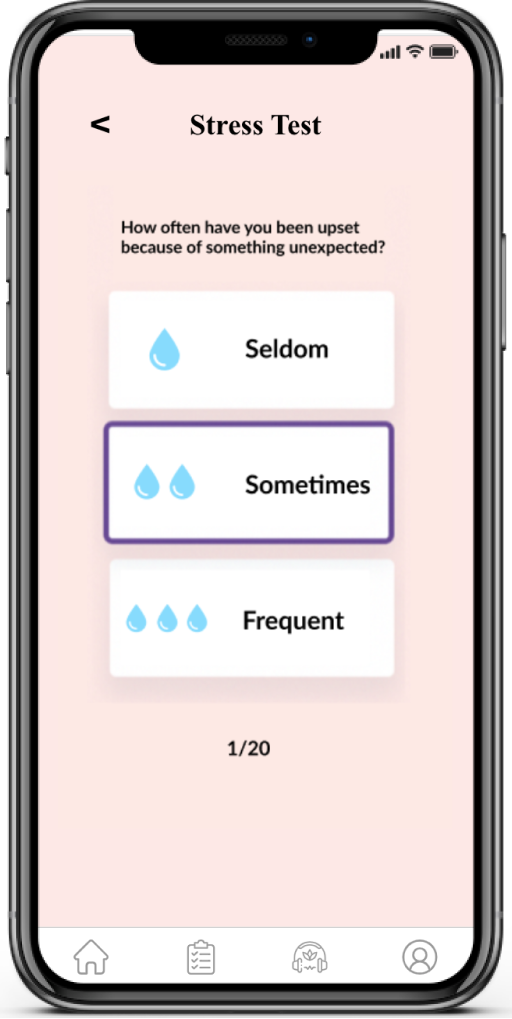 < Stress Test
How often have you been upset
because of something unexpected?
Seldom
Sometimes
Frequent
1/20